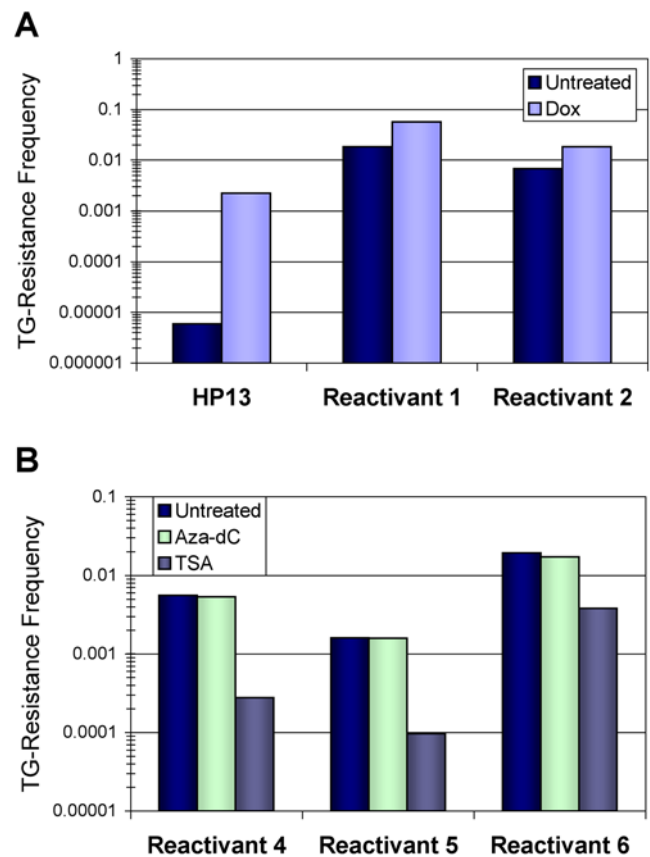 A
TG-Resistance Frequency
1
0.1
0.01
0.001
0.0001
0.00001
0.000001
Untreated
Dox
HP13 Reactivant 1 Reactivant 2
B
TG-Resistance Frequency
0.1
0.01
0.001
0.0001
0.00001
Untreated
Aza-dC
TSA
Reactivant 4 Reactivant 5 Reactivant 6